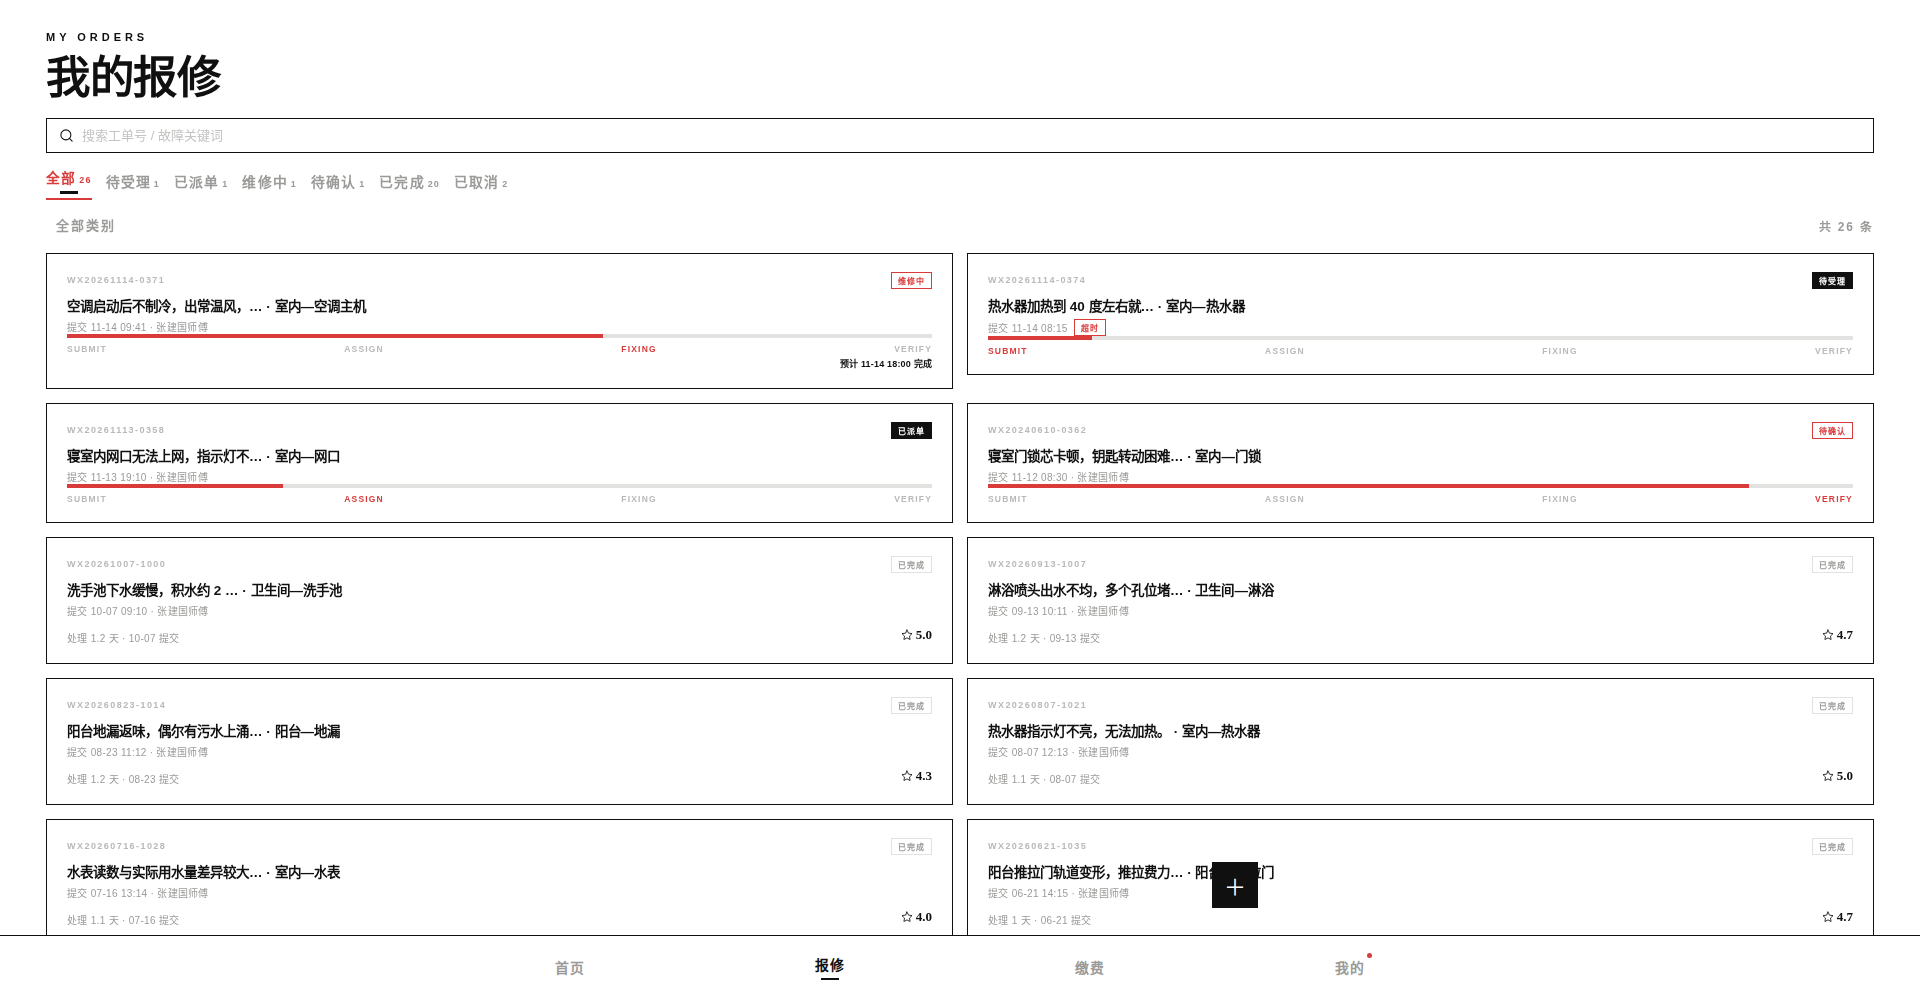 MY ORDERS
我的报修
搜索工单号 / 故障关键词
全部 26 待受理 1 已派单 1 维修中 1 待确认 1 已完成 20 已取消 2
全部类别
共 26 条
WX20261114-0371
维修中
空调启动后不制冷，出常温风，… · 室内—空调主机
提交 11-14 09:41 · 张建国师傅
SUBMIT ASSIGN FIXING VERIFY
预计 11-14 18:00 完成
WX20261114-0374
待受理
热水器加热到 40 度左右就… · 室内—热水器
提交 11-14 08:15 超时
SUBMIT ASSIGN FIXING VERIFY
WX20261113-0358
已派单
寝室内网口无法上网，指示灯不… · 室内—网口
提交 11-13 19:10 · 张建国师傅
SUBMIT ASSIGN FIXING VERIFY
WX20240610-0362
待确认
寝室门锁芯卡顿，钥匙转动困难… · 室内—门锁
提交 11-12 08:30 · 张建国师傅
SUBMIT ASSIGN FIXING VERIFY
WX20261007-1000
已完成
洗手池下水缓慢，积水约 2 … · 卫生间—洗手池
提交 10-07 09:10 · 张建国师傅
处理 1.2 天 · 10-07 提交
5.0
WX20260913-1007
已完成
淋浴喷头出水不均，多个孔位堵… · 卫生间—淋浴
提交 09-13 10:11 · 张建国师傅
处理 1.2 天 · 09-13 提交
4.7
WX20260823-1014
已完成
阳台地漏返味，偶尔有污水上涌… · 阳台—地漏
提交 08-23 11:12 · 张建国师傅
处理 1.2 天 · 08-23 提交
4.3
WX20260807-1021
已完成
热水器指示灯不亮，无法加热。 · 室内—热水器
提交 08-07 12:13 · 张建国师傅
处理 1.1 天 · 08-07 提交
5.0
WX20260716-1028
已完成
水表读数与实际用水量差异较大… · 室内—水表
提交 07-16 13:14 · 张建国师傅
处理 1.1 天 · 07-16 提交
4.0
WX20260621-1035
已完成
阳台推拉门轨道变形，推拉费力… · 阳 门
提交 06-21 14:15 · 张建国师傅
处理 1 天 · 06-21 提交
4.7
首页 报修 缴费 我的